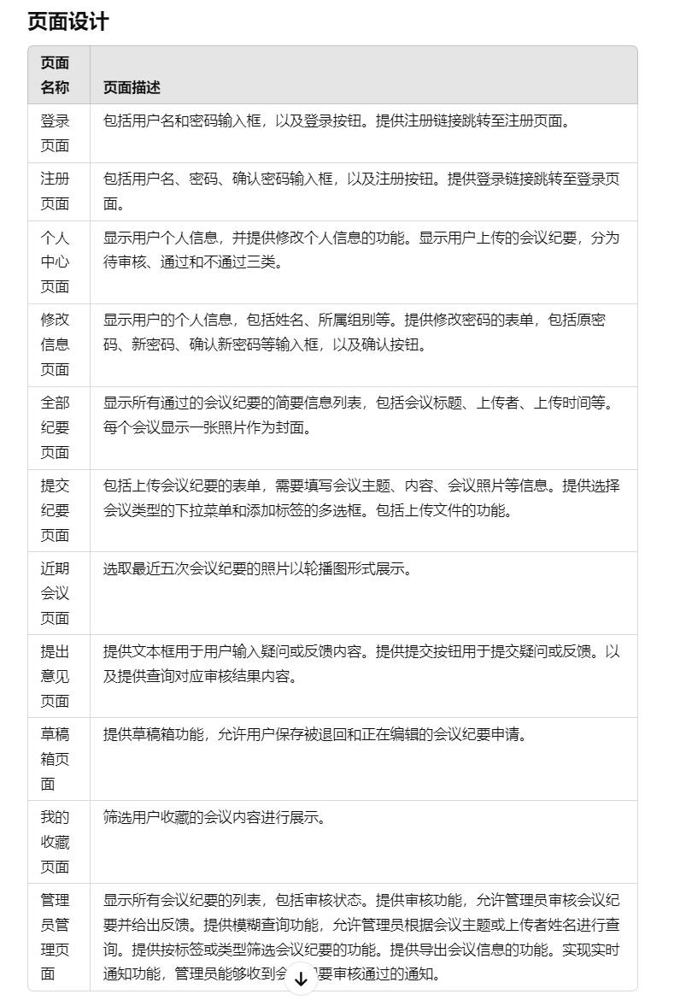 页面设计
页面
名称
页面描述
登录
页面
包括用户名和密码输入框，以及登录按钮。提供注册链接跳转至注册页面。
注册
页面
包括用户名、密码、确认密码输入框，以及注册按钮。提供登录链接跳转至登录页
面。
个人
中心
页面
显示用户个人信息，并提供修改个人信息的功能。显示用户上传的会议纪要，分为
待审核、通过和不通过三类。
修改
信息
页面
显示用户的个人信息，包括姓名、所属组别等。提供修改密码的表单，包括原密
码、新密码、确认新密码等输入框，以及确认按钮。
全部
纪要
页面
显示所有通过的会议纪要的简要信息列表，包括会议标题、上传者、上传时间等。
每个会议显示一张照片作为封面。
提交
纪要
页面
包括上传会议纪要的表单，需要填写会议主题、内容、会议照片等信息。提供选择
会议类型的下拉菜单和添加标签的多选框。包括上传文件的功能。
近期
会议
页面
选取最近五次会议纪要的照片以轮播图形式展示。
提出
意见
页面
提供文本框用于用户输入疑问或反馈内容。提供提交按钮用于提交疑问或反馈。以
及提供查询对应审核结果内容。
草稿
箱页
面
提供草稿箱功能，允许用户保存被退回和正在编辑的会议纪要申请。
我的
收藏
页面
筛选用户收藏的会议内容进行展示。
管理
员管
理页
面
显示所有会议纪要的列表，包括审核状态。提供审核功能，允许管理员审核会议纪
要并给出反馈。提供模糊查询功能，允许管理员根据会议主题或上传者姓名进行查
询。提供按标签或类型筛选会议纪要的功能。提供导出会议信息的功能。实现实时
通知功能，管理员能够收到会要审核通过的通知。